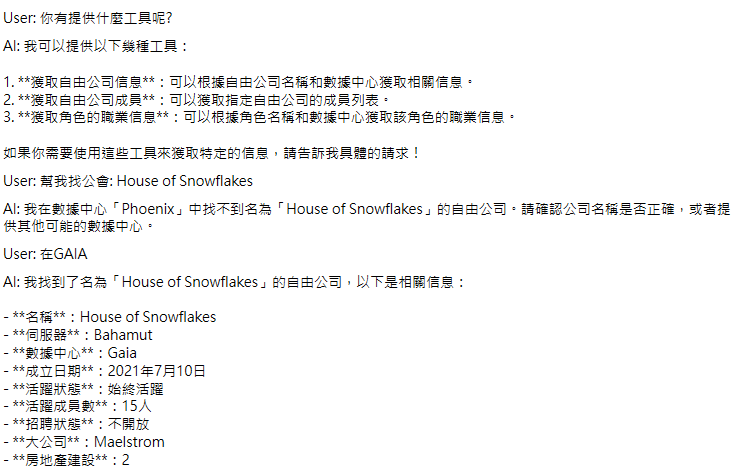 User: 你有提供什麼工具呢?
AI: 我可以提供以下幾種工具：
1. **獲取自由公司信息**：可以根據自由公司名稱和數據中心獲取相關信息。
2. **獲取自由公司成員**：可以獲取指定自由公司的成員列表。
3. **獲取角色的職業信息**：可以根據角色名稱和數據中心獲取該角色的職業信息。
如果你需要使用這些工具來獲取特定的信息，請告訴我具體的請求！
User: 幫我找公會: House of Snowflakes
AI: 我在數據中心「Phoenix」中找不到名為「House of Snowflakes」的自由公司。請確認公司名稱是否正確，或者提
供其他可能的數據中心。
User: 在GAIA
AI: 我找到了名為「House of Snowflakes」的自由公司，以下是相關信息：
- **名稱**：House of Snowflakes
- **伺服器**：Bahamut
- **數據中心**：Gaia
- **成立日期**：2021年7月10日
- **活躍狀態**：始終活躍
- **活躍成員數**：15人
- **招聘狀態**：不開放
- **大公司**：Maelstrom
- **房地產建設**：2